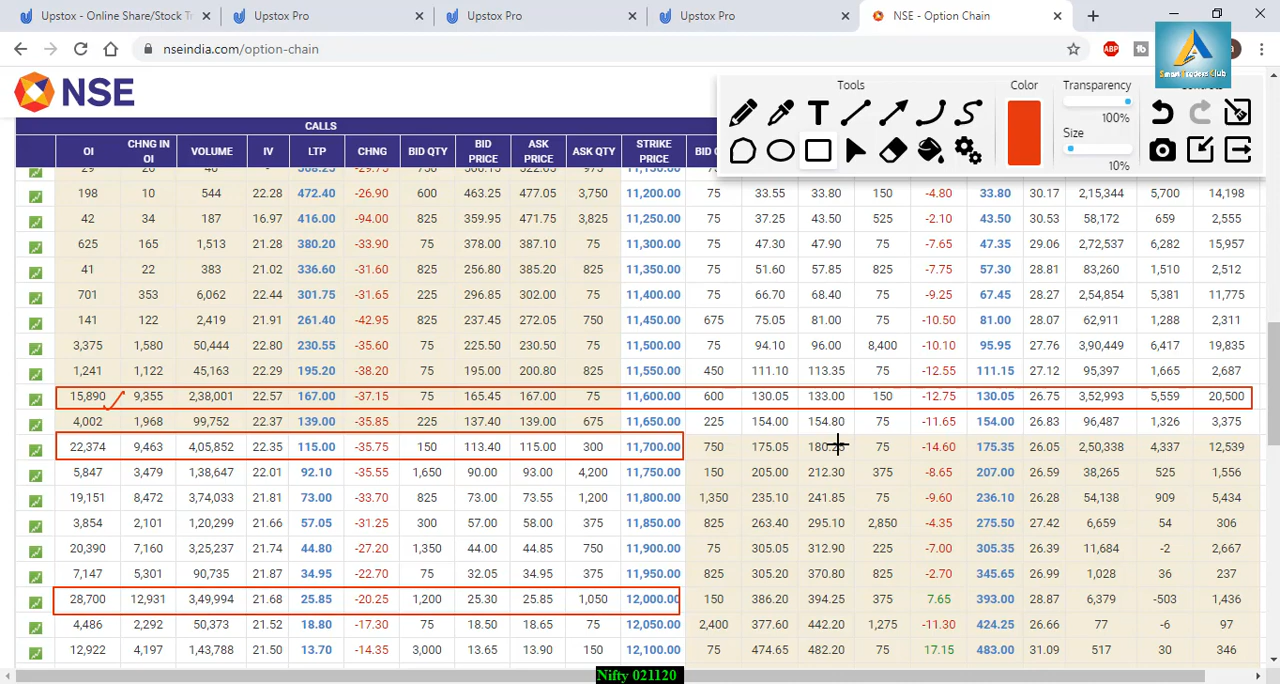 Upstox - Online Share/Stock T
Upstox Pro
Upstox Pro
Upstox Pro
NSE - Option Chain
nseindia.com/option-chain
ABP
NSE
Smart Traders Club
Tools
Color
Transparency
100%
Size
10%
CALLS
OI CHNG IN OI VOLUME IV LTP CHNG BID QTY BID PRICE ASK PRICE ASK QTY STRIKE PRICE
198 10 544 22.28 472.40 -26.90 600 463.25 477.05 3,750 11,200.00 75 33.55 33.80 150 -4.80 33.80 30.17 2,15,344 5,700 14,198
42 34 187 16.97 416.00 -94.00 825 359.95 471.75 3,825 11,250.00 75 37.25 43.50 525 -2.10 43.50 30.53 58,172 659 2,555
625 165 1,513 21.28 380.20 -33.90 75 378.00 387.10 75 11,300.00 75 47.30 47.90 75 -7.65 47.35 29.06 2,72,537 6,282 15,957
41 22 383 21.02 336.60 -31.60 825 256.80 385.20 825 11,350.00 75 51.60 57.85 825 -7.75 57.30 28.81 83,260 1,510 2,512
701 353 6,062 22.44 301.75 -31.65 225 296.85 302.00 75 11,400.00 225 66.70 68.40 75 -9.25 67.45 28.27 2,54,854 5,381 11,775
141 122 2,419 21.91 261.40 -42.95 825 237.45 272.05 750 11,450.00 675 75.05 81.00 75 -10.50 81.00 28.07 62,911 1,288 2,311
3,375 1,580 50,444 22.80 230.55 -35.60 75 225.50 230.50 75 11,500.00 75 94.10 96.00 8,400 -10.10 95.95 27.76 3,90,449 6,417 19,835
1,241 1,122 45,163 22.29 195.20 -38.20 75 195.00 200.80 825 11,550.00 450 111.10 113.35 75 -12.55 111.15 27.12 95,397 1,665 2,687
15,890 9,355 2,38,001 22.57 167.00 -37.15 75 165.45 167.00 75 11,600.00 600 130.05 133.00 150 -12.75 130.05 26.75 3,52,993 5,559 20,500
4,002 1,968 99,752 22.37 139.00 -35.85 225 137.40 139.00 675 11,650.00 225 154.00 154.80 75 -11.65 154.00 26.83 96,487 1,326 3,375
22,374 9,463 4,05,852 22.35 115.00 -35.75 150 113.40 115.00 300 11,700.00 750 175.05 75 -14.60 175.35 26.05 2,50,338 4,337 12,539
5,847 3,479 1,38,647 22.01 92.10 -35.55 1,650 90.00 93.00 4,200 11,750.00 150 205.00 212.30 375 -8.65 207.00 26.09 38,265 525 1,556
19,151 8,472 3,74,033 21.81 73.00 -33.70 825 73.00 73.55 1,200 11,800.00 1,350 235.10 241.85 75 -9.60 236.10 26.28 54,138 909 5,434
3,854 2,101 1,20,299 21.66 57.05 -31.25 300 57.00 58.00 375 11,850.00 825 263.40 295.10 2,850 -4.35 275.50 27.42 6,659 54 306
20,390 7,160 3,25,237 21.74 44.80 -27.20 1,350 44.00 44.85 750 11,900.00 75 305.05 312.90 225 -7.00 305.35 26.39 11,684 -2 2,667
7,147 5,301 90,735 21.87 34.95 -22.70 75 32.05 34.95 375 11,950.00 825 305.20 370.80 825 -2.70 345.65 26.99 1,028 36 237
28,700 12,931 3,49,994 21.68 25.85 -20.25 1,200 25.30 25.85 1,050 12,000.00 150 386.20 394.25 375 7.65 393.00 28.87 6,379 -503 1,436
4,486 2,292 50,373 21.52 18.80 -17.30 75 18.50 18.65 75 12,050.00 2,400 377.60 442.20 1,275 -11.30 424.25 26.66 77 -6 97
12,922 4,197 1,43,788 21.50 13.70 -14.35 3,000 13.65 13.90 150 12,100.00 75 474.65 482.20 75 17.15 483.00 31.09 517 30 346
Nifty 021120